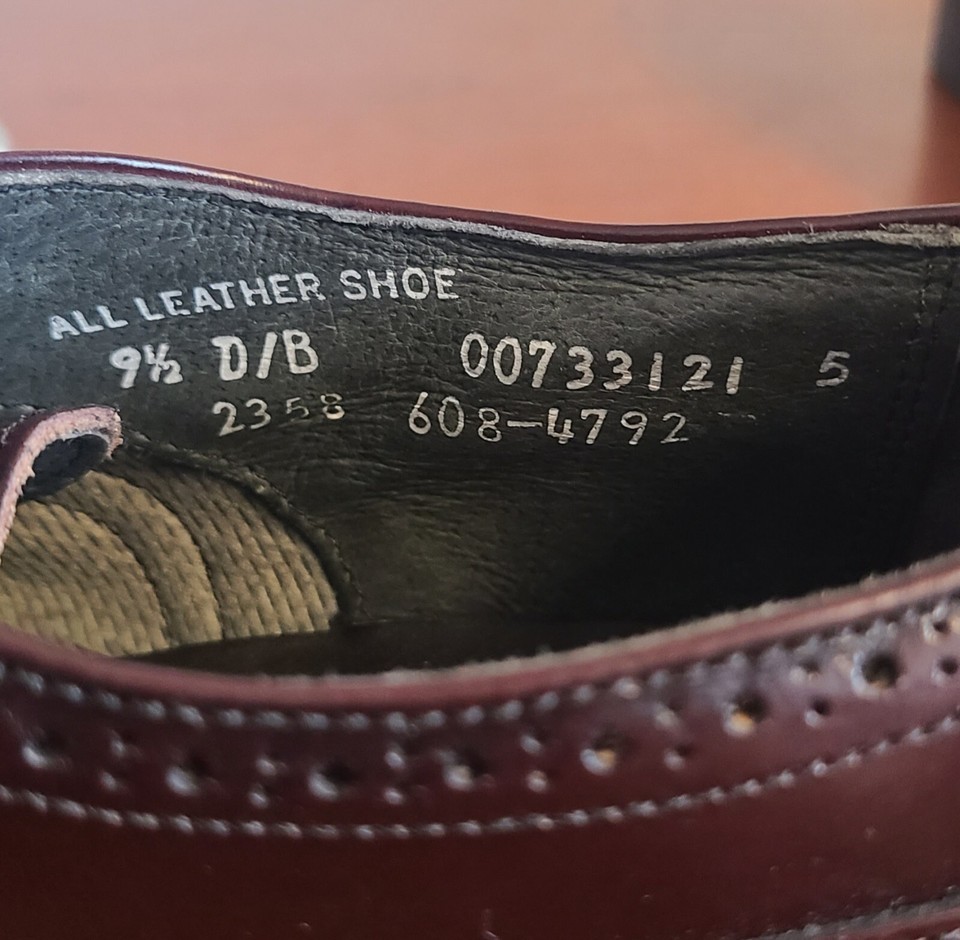 ALL LEATHER SHOE
9½ D/B 00733121 5
2358 608-4792